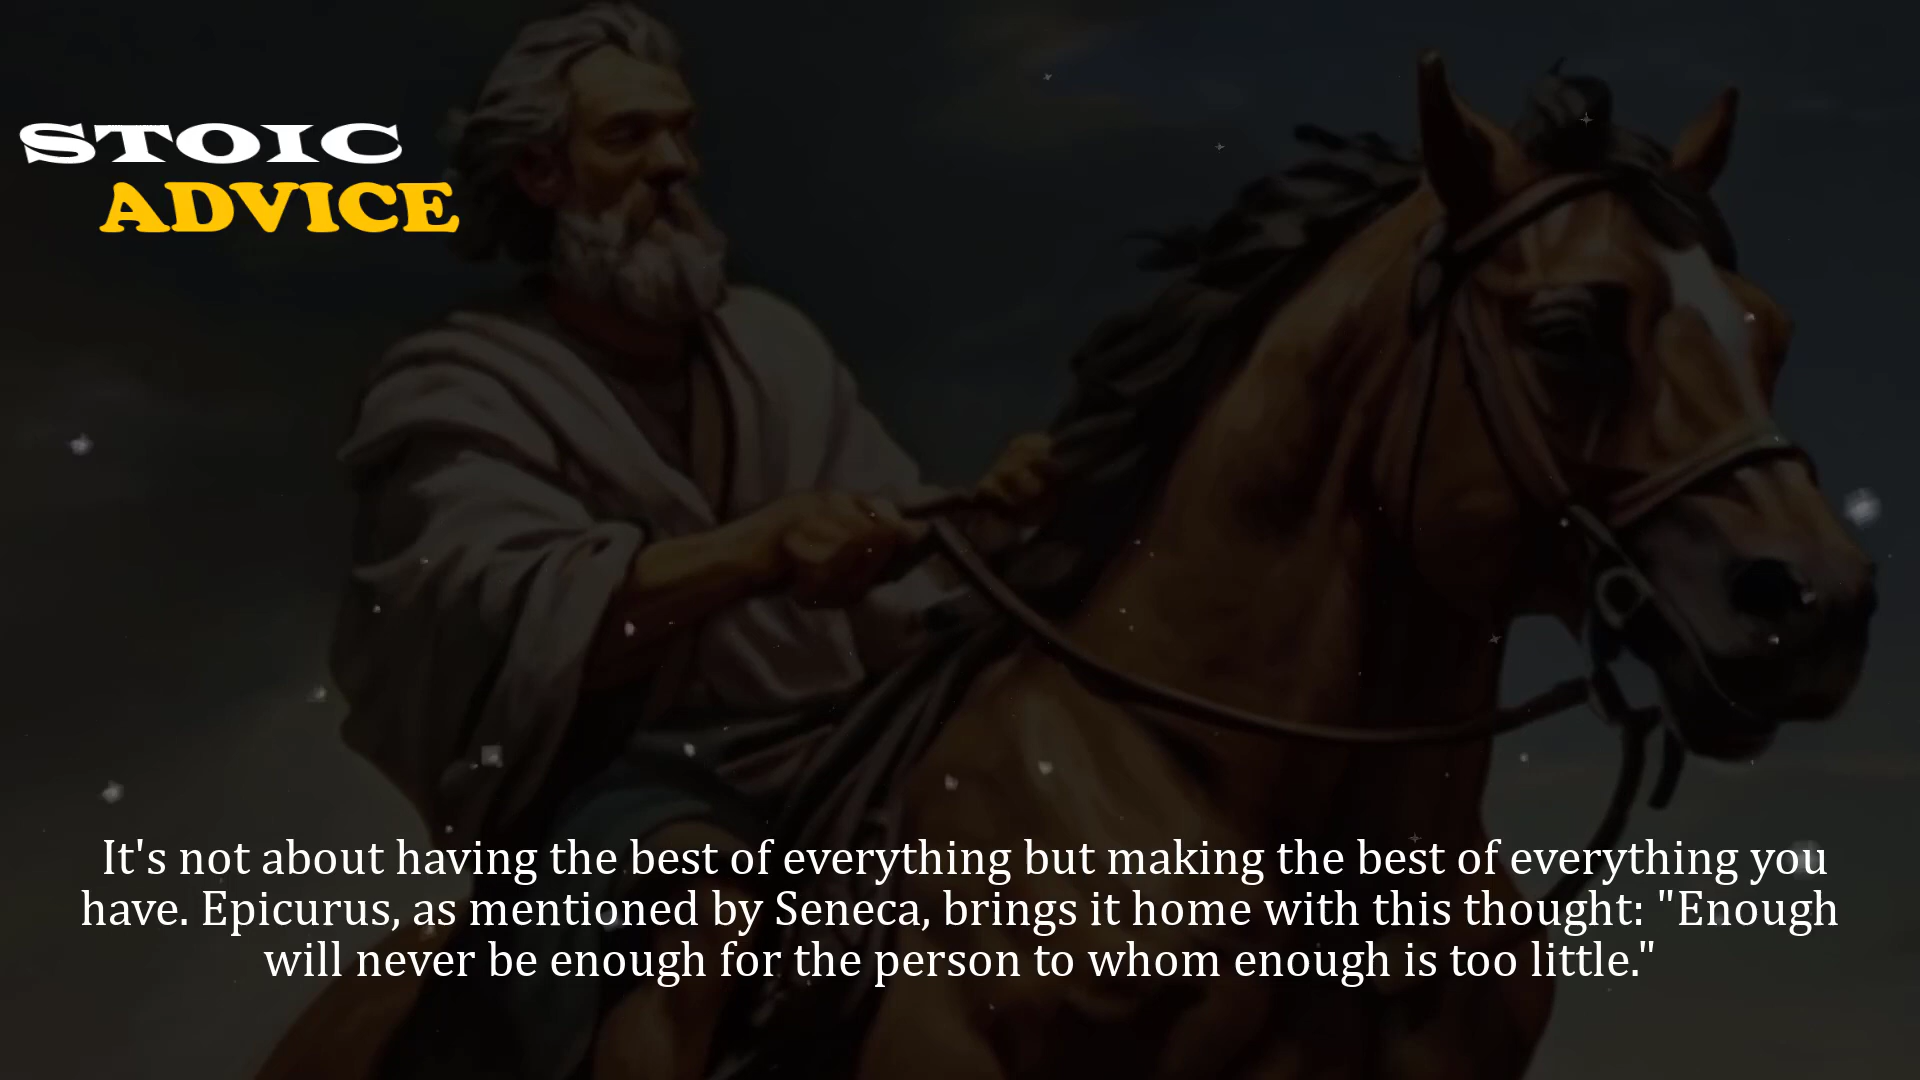 STOIC
ADVICE
It's not about having the best of everything but making the best of everything you
have. Epicurus, as mentioned by Seneca, brings it home with this thought: "Enough
will never be enough for the person to whom enough is too little."